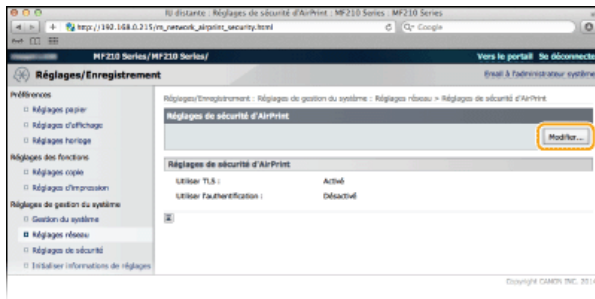 IU distante : Réglages de sécurité d'AirPrint : MF210 Series : MF210 Series
http://192.168.0.215/m_network_airprint_security.html
Google
MF210 Series/MF210 Series/
Vers le portail Se déconnecte
Réglages/Enregistrement
Email à l'administrateur système
Préférences
Réglages papier
Réglages d'affichage
Réglages horloge
Réglages des fonctions
Réglages copie
Réglages d'impression
Réglages de gestion du système
Gestion du système
Réglages réseau
Réglages de sécurité
Initialiser informations de réglages
Réglages/Enregistrement : Réglages de gestion du système : Réglages réseau > Réglages de sécurité d'AirPrint
Réglages de sécurité d'AirPrint
Modifier...
Réglages de sécurité d'AirPrint
Utiliser TLS : Activé
Utiliser l'authentification : Désactivé
Copyright CANON INC. 2014